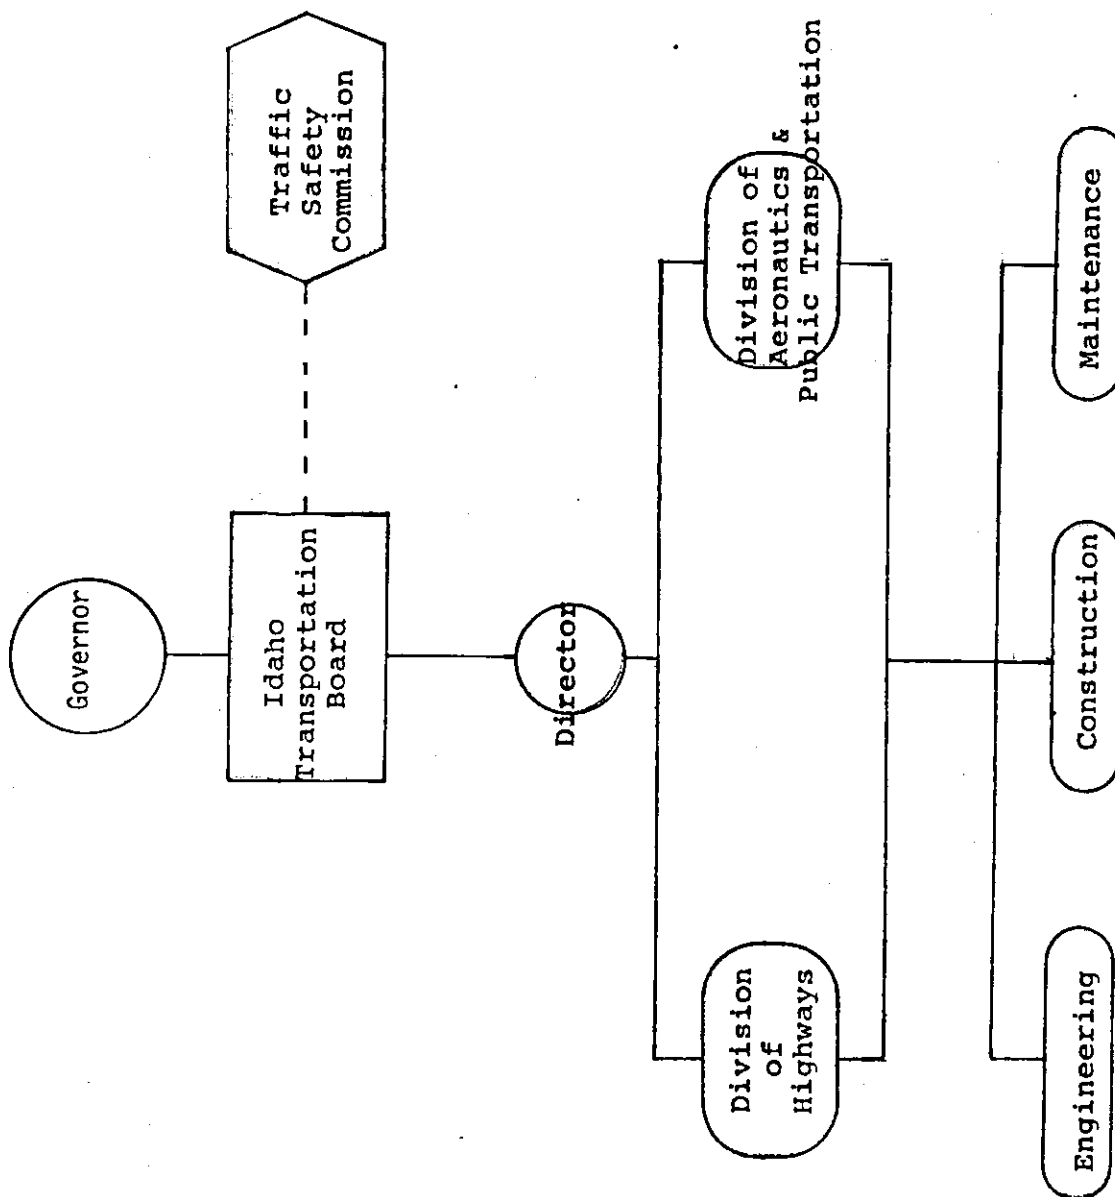 Governor
Idaho
Transportation
Board
Traffic
Safety
Commission
Director
Division
of
Highways
Division of
Aeronautics &
Public Transportation
Engineering
Construction
Maintenance